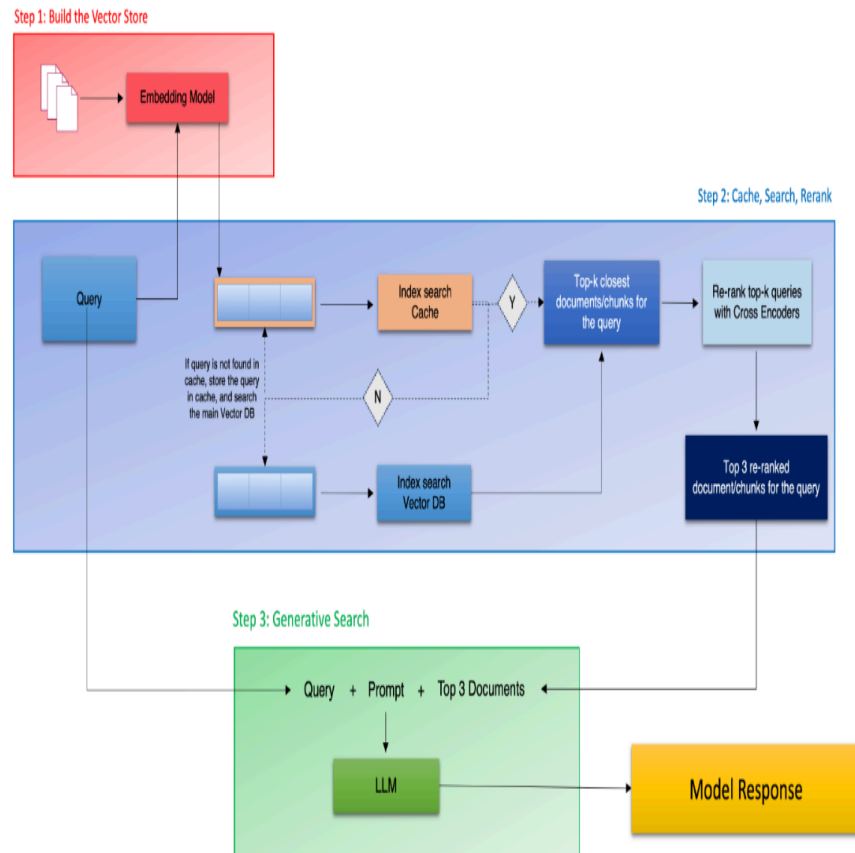 Step 1: Build the Vector Store
Embedding Model
Step 2: Cache, Search, Rerank
Query
Index search
Cache
Y
Top-k closest
documents/chunks for
the query
Re-rank top-k queries
with Cross Encoders
If query is not found in
cache, store the query
in cache, and search
the main Vector DB
N
Index search
Vector DB
Top 3 re-ranked
document/chunks for the query
Step 3: Generative Search
Query + Prompt + Top 3 Documents
LLM
Model Response